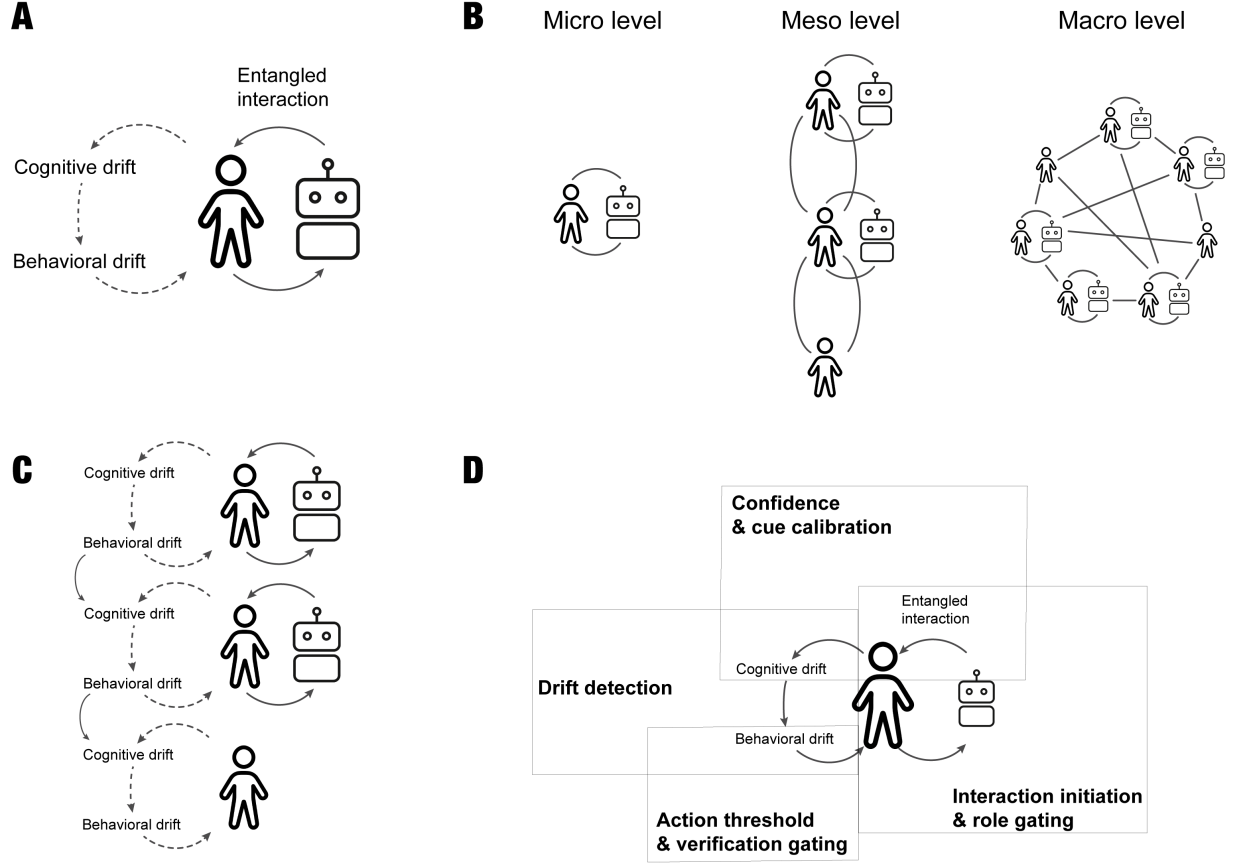 A
Entangled
interaction
Cognitive drift
Behavioral drift
B
Micro level
Meso level
Macro level
C
Cognitive drift
Behavioral drift
Cognitive drift
Behavioral drift
Cognitive drift
Behavioral drift
D
Confidence
& cue calibration
Entangled
interaction
Cognitive drift
Drift detection
Behavioral drift
Interaction initiation
& role gating
Action threshold
& verification gating